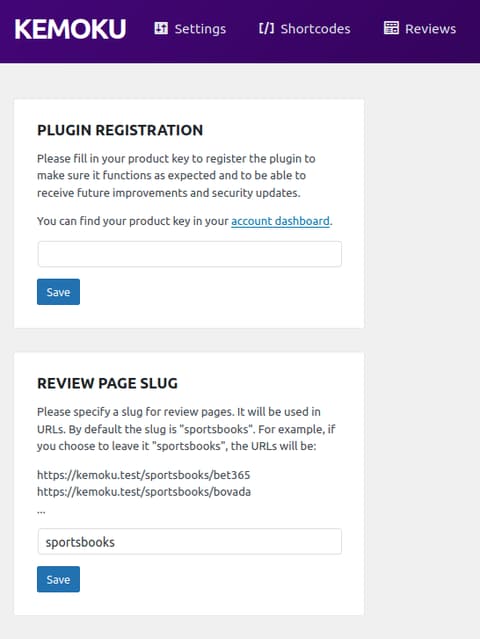 KEMOKU Settings Shortcodes Reviews
PLUGIN REGISTRATION
Please fill in your product key to register the plugin to
make sure it functions as expected and to be able to
receive future improvements and security updates.
You can find your product key in your account dashboard.
Save
REVIEW PAGE SLUG
Please specify a slug for review pages. It will be used in
URLs. By default the slug is "sportsbooks". For example, if
you choose to leave it "sportsbooks", the URLs will be:
https://kemoku.test/sportsbooks/bet365
https://kemoku.test/sportsbooks/bovada
...
sportsbooks
Save